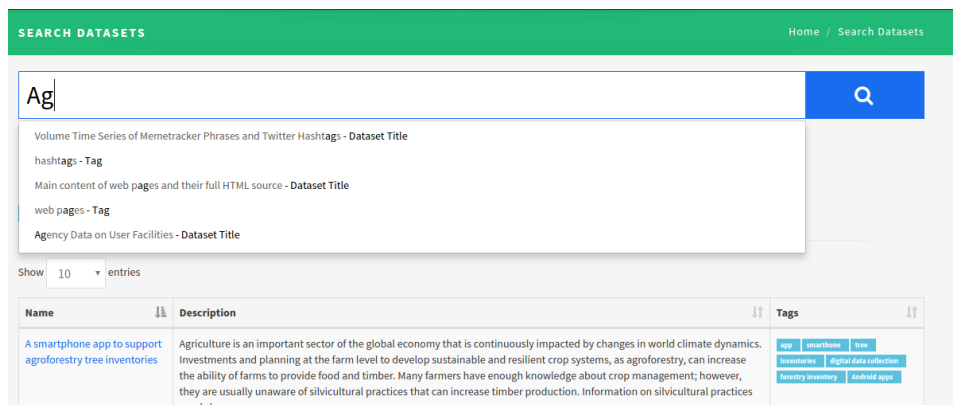 SEARCH DATASETS
Home / Search Datasets
Ag
Volume Time Series of Memetracker Phrases and Twitter Hashtags - Dataset Title
hashtags - Tag
Main content of web pages and their full HTML source - Dataset Title
web pages - Tag
Agency Data on User Facilities - Dataset Title
Show 10 entries
Name Description Tags
A smartphone app to support
agroforestry tree inventories
Agriculture is an important sector of the global economy that is continuously impacted by changes in world climate dynamics.
Investments and planning at the farm level to develop sustainable and resilient crop systems, as agroforestry, can increase
the ability of farms to provide food and timber. Many farmers have enough knowledge about crop management; however,
they are usually unaware of silvicultural practices that can increase timber production. Information on silvicultural practices
app smarthone tree
inventories digital data collection
forestry inventory Android apps